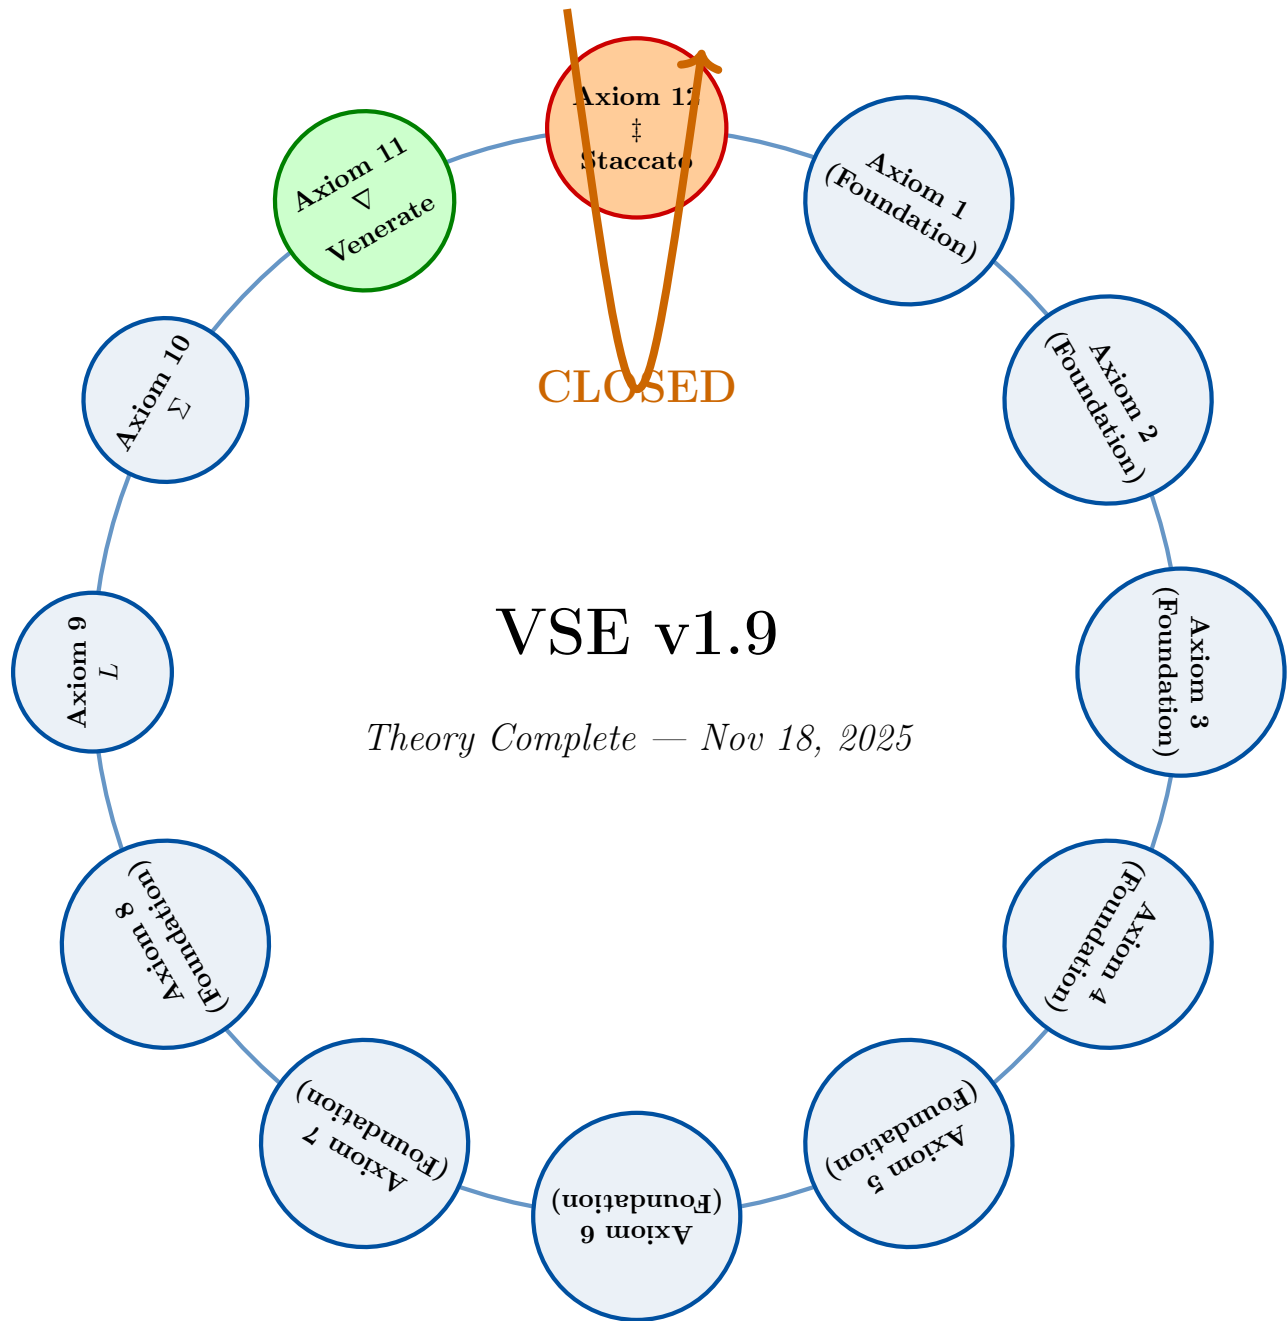 Axiom 12
‡
Staccato
Axiom 1
(Foundation)
Axiom 2
(Foundation)
Axiom 3
(Foundation)
Axiom 4
(Foundation)
Axiom 5
(Foundation)
Axiom 6
(Foundation)
Axiom 7
(Foundation)
Axiom 8
(Foundation)
Axiom 9
L
Axiom 10
Σ
Axiom 11
∇
Venerate
CLOSED
VSE v1.9
Theory Complete — Nov 18, 2025